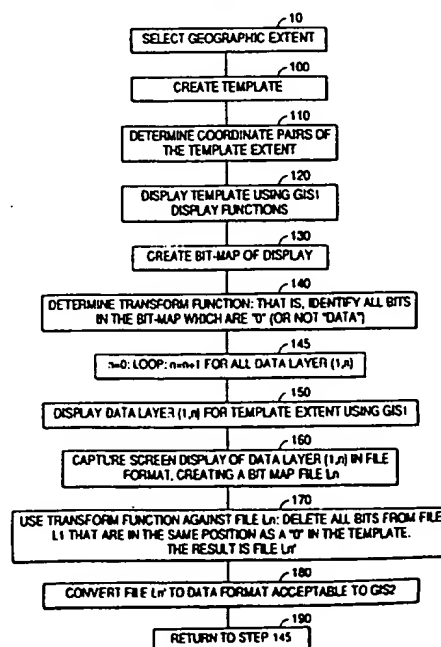 10
SELECT GEOGRAPHIC EXTENT
100
CREATE TEMPLATE
110
DETERMINE COORDINATE PAIRS OF
THE TEMPLATE EXTENT
120
DISPLAY TEMPLATE USING GIS1
DISPLAY FUNCTIONS
130
CREATE BIT-MAP OF DISPLAY
140
DETERMINE TRANSFORM FUNCTION: THAT IS, IDENTIFY ALL BITS
IN THE BIT-MAP WHICH ARE "0" (OR NOT "DATA")
145
n=0: LOOP: n=n+1 FOR ALL DATA LAYER (1,n)
150
DISPLAY DATA LAYER (1,n) FOR TEMPLATE EXTENT USING GIS1
160
CAPTURE SCREEN DISPLAY OF DATA LAYER (1,n) IN FILE
FORMAT, CREATING A BIT MAP FILE Ln
170
USE TRANSFORM FUNCTION AGAINST FILE Ln: DELETE ALL BITS FROM FILE
L1 THAT ARE IN THE SAME POSITION AS A "0" IN THE TEMPLATE.
THE RESULT IS FILE Ln'
180
CONVERT FILE Ln' TO DATA FORMAT ACCEPTABLE TO GIS2
190
RETURN TO STEP 145